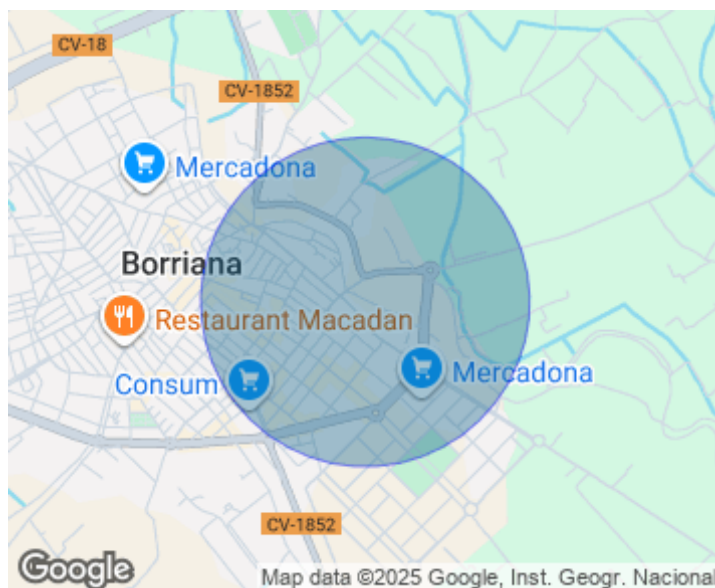 CV-18
CV-1852
Mercadona
Borriana
Restaurant Macadan
Consum
Mercadona
CV-1852
Google
Map data ©2025 Google, Inst. Geogr. Nacional